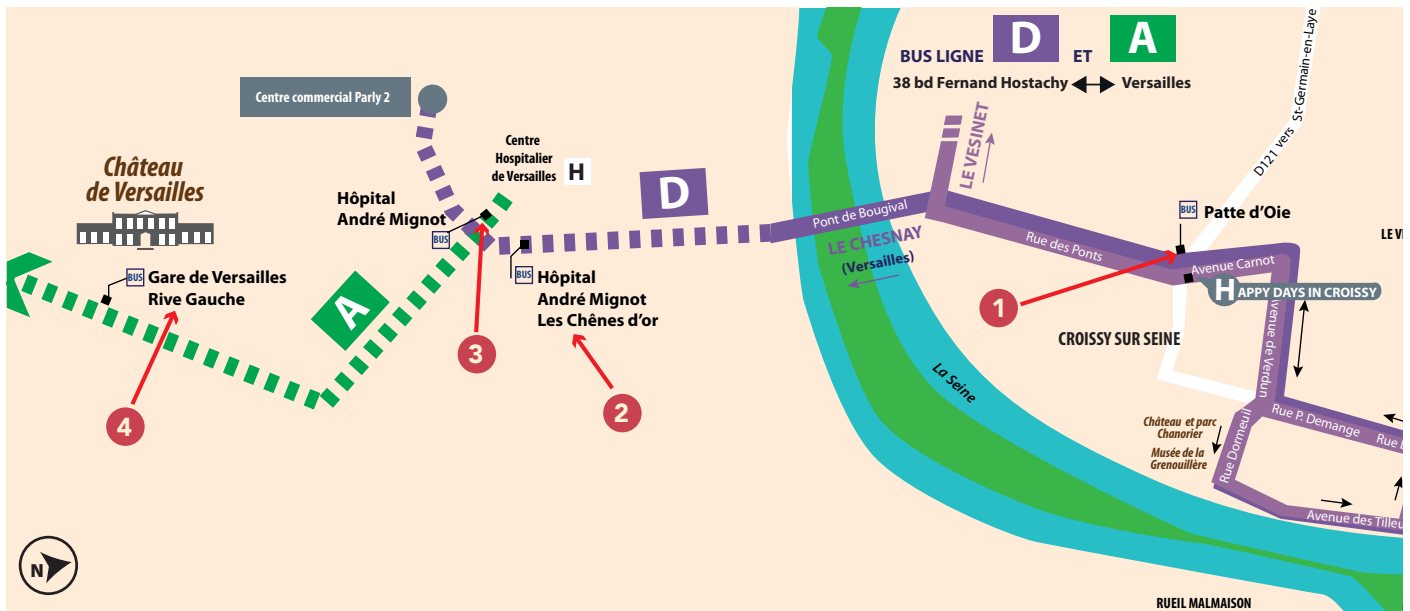 BUS LIGNE D ET A
38 bd Fernand Hostachy Versailles
Centre commercial Parly 2
Château
de Versailles
Centre
Hospitalier
de Versailles H
Hôpital
André Mignot
BUS
D
BUS
Hôpital
André Mignot
Les Chênes d'or
BUS
Gare de Versailles
Rive Gauche
A
Pont de Bougival
LE CHESNAY
(Versailles)
LE VESINET
Rue des Ponts
D121 vers St-Germain-en-Laye
BUS
Patte d'Oie
Avenue Carnot
HAPPY DAYS IN CROISSY
CROISSY SUR SEINE
Avenue de Verdun
Rue P. Demange
Rue Dormeuil
Château et parc
Chanorier
Musée de la
Grenouillère
Avenue des Tilleu
La Seine
RUEIL MALMAISON
1
2
3
4
N